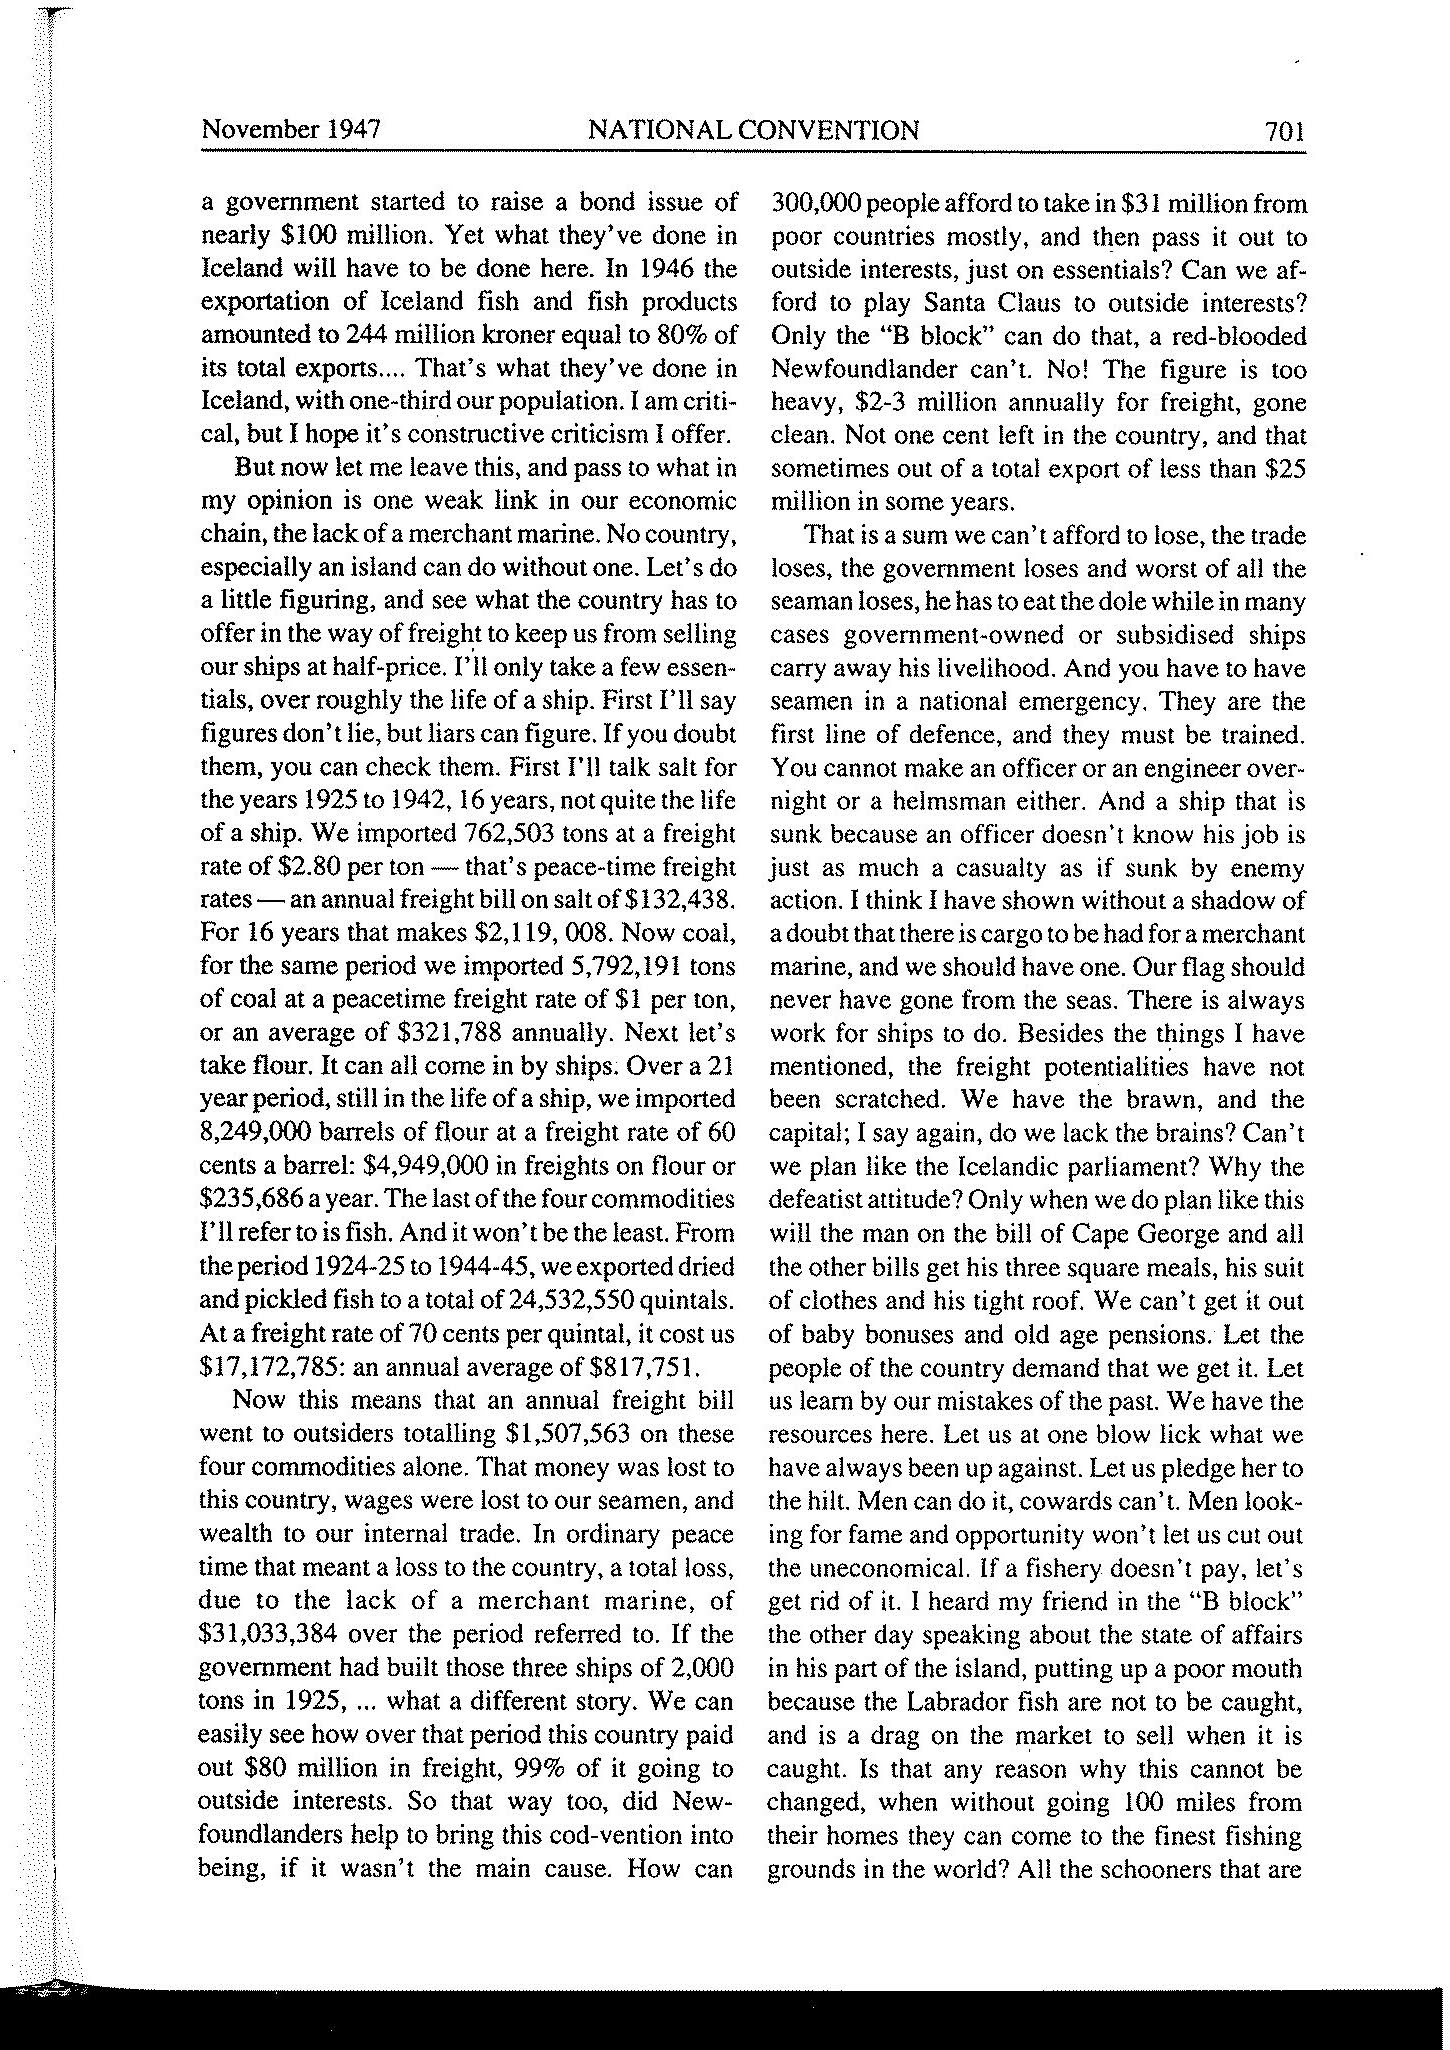 November 1947
NATIONAL CONVENTION
701
a government started to raise a bond issue of
nearly $100 million. Yet what they've done in
Iceland will have to be done here. In 1946 the
exportation of Iceland fish and fish products
amounted to 244 million kroner equal to 80% of
its total exports.... That's what they've done in
Iceland, with one-third our population. I am criti-
cal, but I hope it's constructive criticism I offer.
But now let me leave this, and pass to what in
my opinion is one weak link in our economic
chain, the lack of a merchant marine. No country,
especially an island can do without one. Let's do
a little figuring, and see what the country has to
offer in the way of freight to keep us from selling
our ships at half-price. I'll only take a few essen-
tials, over roughly the life of a ship. First I'll say
figures don't lie, but liars can figure. If you doubt
them, you can check them. First I'll talk salt for
the years 1925 to 1942, 16 years, not quite the life
of a ship. We imported 762,503 tons at a freight
rate of $2.80 per ton — that's peace-time freight
rates — an annual freight bill on salt of $132,438.
For 16 years that makes $2,119, 008. Now coal,
for the same period we imported 5,792,191 tons
of coal at a peacetime freight rate of $1 per ton,
or an average of $321,788 annually. Next let's
take flour. It can all come in by ships. Over a 21
year period, still in the life of a ship, we imported
8,249,000 barrels of flour at a freight rate of 60
cents a barrel: $4,949,000 in freights on flour or
$235,686 a year. The last of the four commodities
I'll refer to is fish. And it won't be the least. From
the period 1924-25 to 1944-45, we exported dried
and pickled fish to a total of 24,532,550 quintals.
At a freight rate of 70 cents per quintal, it cost us
$17,172,785: an annual average of $817,751.
Now this means that an annual freight bill
went to outsiders totalling $1,507,563 on these
four commodities alone. That money was lost to
this country, wages were lost to our seamen, and
wealth to our internal trade. In ordinary peace
time that meant a loss to the country, a total loss,
due to the lack of a merchant marine, of
$31,033,384 over the period referred to. If the
government had built those three ships of 2,000
tons in 1925, ... what a different story. We can
easily see how over that period this country paid
out $80 million in freight, 99% of it going to
outside interests. So that way too, did New-
foundlanders help to bring this cod-vention into
being, if it wasn't the main cause. How can
300,000 people afford to take in $31 million from
poor countries mostly, and then pass it out to
outside interests, just on essentials? Can we af-
ford to play Santa Claus to outside interests?
Only the "B block" can do that, a red-blooded
Newfoundlander can't. No! The figure is too
heavy, $2-3 million annually for freight, gone
clean. Not one cent left in the country, and that
sometimes out of a total export of less than $25
million in some years.
That is a sum we can't afford to lose, the trade
loses, the government loses and worst of all the
seaman loses, he has to eat the dole while in many
cases government-owned or subsidised ships
carry away his livelihood. And you have to have
seamen in a national emergency. They are the
first line of defence, and they must be trained.
You cannot make an officer or an engineer over-
night or a helmsman either. And a ship that is
sunk because an officer doesn't know his job is
just as much a casualty as if sunk by enemy
action. I think I have shown without a shadow of
a doubt that there is cargo to be had for a merchant
marine, and we should have one. Our flag should
never have gone from the seas. There is always
work for ships to do. Besides the things I have
mentioned, the freight potentialities have not
been scratched. We have the brawn, and the
capital; I say again, do we lack the brains? Can't
we plan like the Icelandic parliament? Why the
defeatist attitude? Only when we do plan like this
will the man on the bill of Cape George and all
the other bills get his three square meals, his suit
of clothes and his tight roof. We can't get it out
of baby bonuses and old age pensions. Let the
people of the country demand that we get it. Let
us learn by our mistakes of the past. We have the
resources here. Let us at one blow lick what we
have always been up against. Let us pledge her to
the hilt. Men can do it, cowards can't. Men look-
ing for fame and opportunity won't let us cut out
the uneconomical. If a fishery doesn't pay, let's
get rid of it. I heard my friend in the "B block"
the other day speaking about the state of affairs
in his part of the island, putting up a poor mouth
because the Labrador fish are not to be caught,
and is a drag on the market to sell when it is
caught. Is that any reason why this cannot be
changed, when without going 100 miles from
their homes they can come to the finest fishing
grounds in the world? All the schooners that are